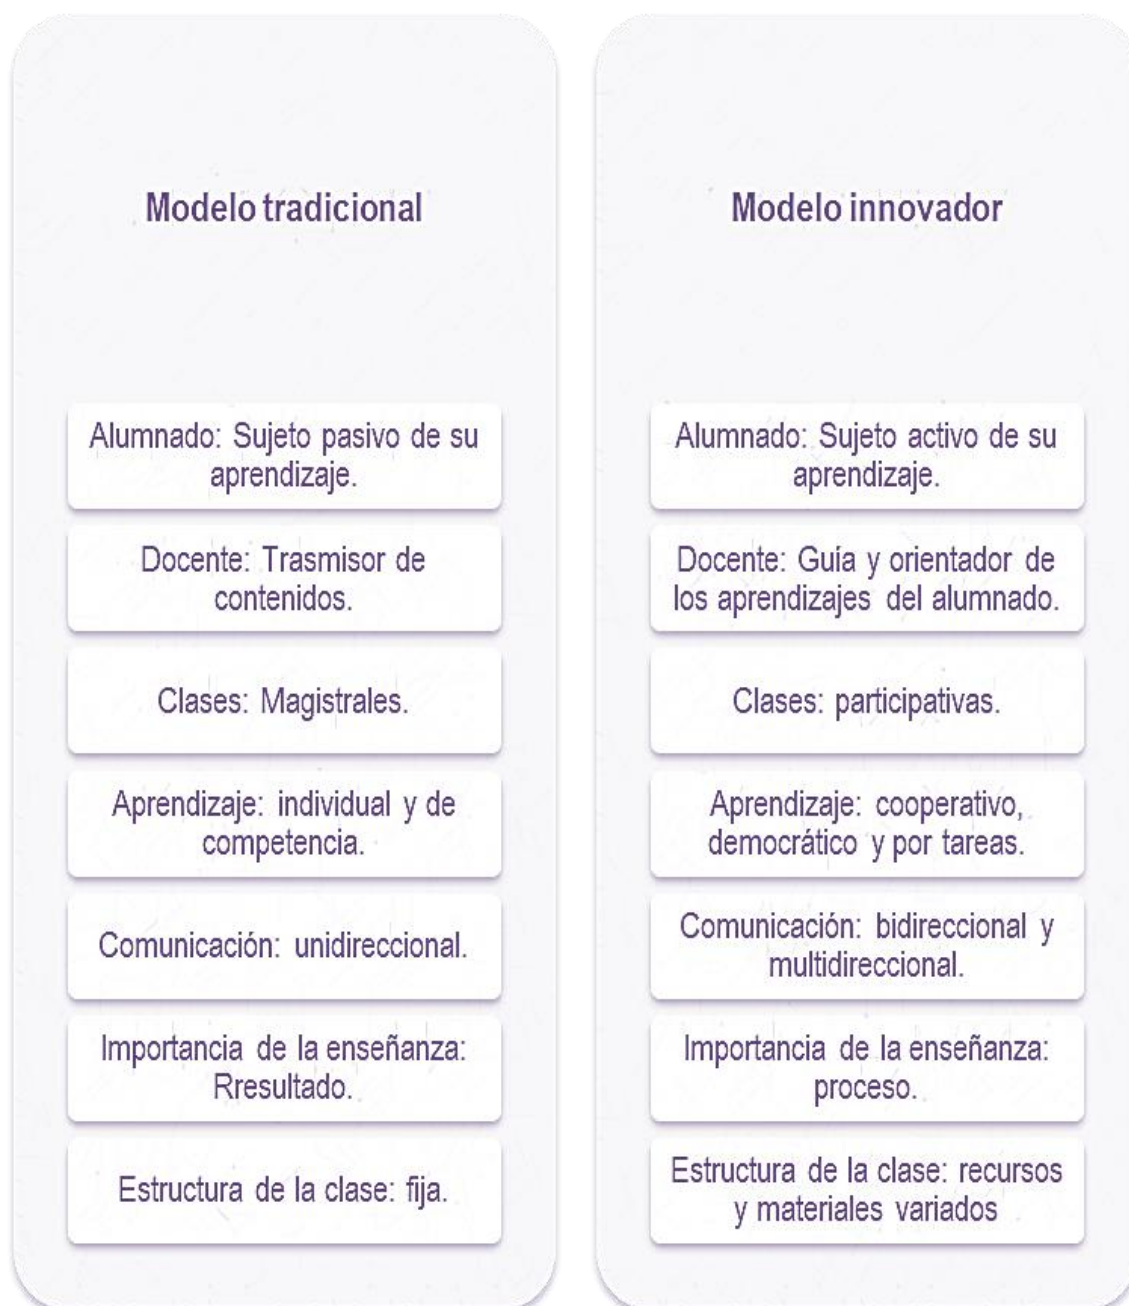 Modelo tradicional
Alumnado: Sujeto pasivo de su
aprendizaje.
Docente: Trasmisor de
contenidos.
Clases: Magistrales.
Aprendizaje: individual y de
competencia.
Comunicación: unidireccional.
Importancia de la enseñanza:
Rresultado.
Estructura de la clase: fija.
Modelo innovador
Alumnado: Sujeto activo de su
aprendizaje.
Docente: Guía y orientador de
los aprendizajes del alumnado.
Clases: participativas.
Aprendizaje: cooperativo,
democrático y por tareas.
Comunicación: bidireccional y
multidireccional.
Importancia de la enseñanza:
proceso.
Estructura de la clase: recursos
y materiales variados